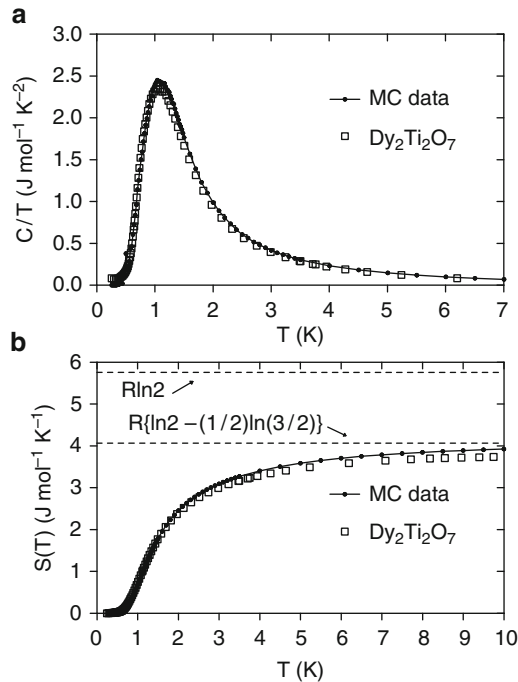 a
3.0
2.5
2.0
1.5
1.0
0.5
0.0
C/T (J mol⁻¹ K⁻²)
MC data
Dy₂Ti₂O₇
0 1 2 3 4 5 6 7
T (K)
b
6
5
4
3
2
1
0
S(T) (J mol⁻¹ K⁻¹)
Rln2
R{ln2 −(1/2)ln(3/2)}
MC data
Dy₂Ti₂O₇
0 1 2 3 4 5 6 7 8 9 10
T (K)